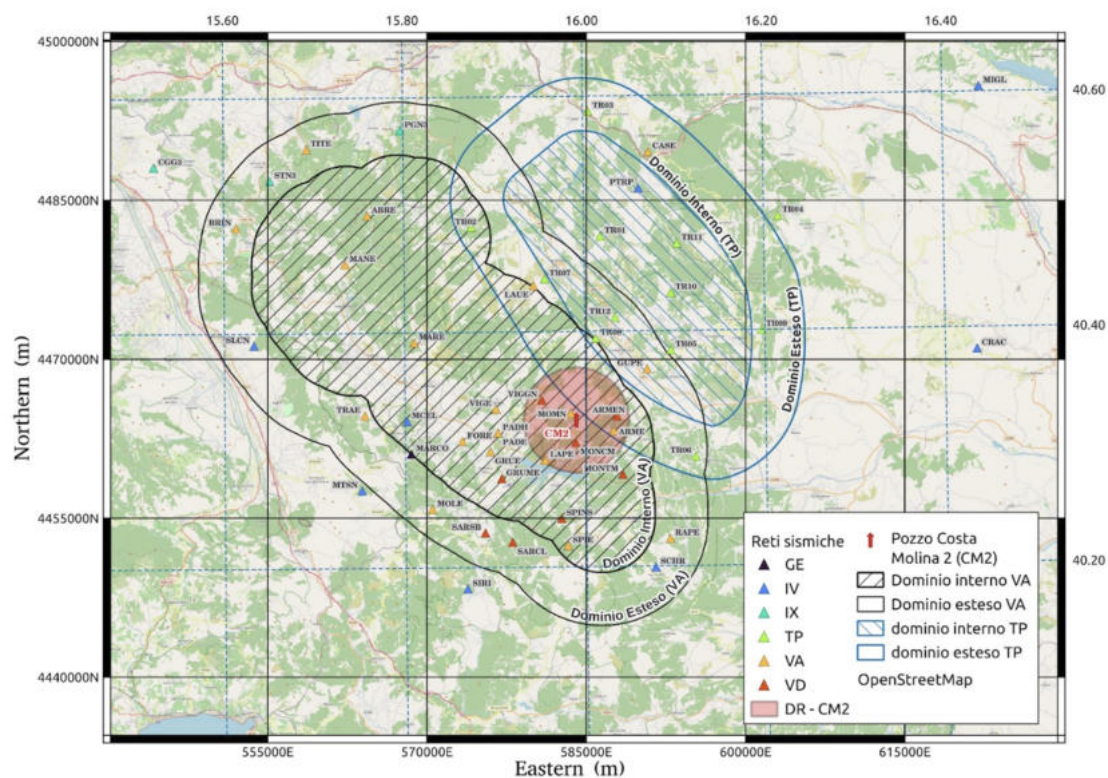 15.60 15.80 16.00 16.20 16.40
4500000N
MIGL
40.60
TR03
PGN3
TITE
CASE
CGG3
STN3
PTRP
4485000N
ABRE
TR04
BRIN
TR02
TR01
TR11
Dominio Interno (TP)
MANE
TR07
LAUE
TR10
Dominio Esteso (TP)
TR12
40.40
SLCN
MARE
TR05
CRAC
4470000N
GUPE
VIGGN
TRAE
MCEL
VIGE
MOMN
ARMEN
PADH
CM2
ARME
MARCO
FORE
PADE
LAPE
MONCM
TR06
GRUE
GRUME
MONTM
MTSN
4455000N
MOLE
SPINS
SARSB
SARCL
SPIE
RAPE
SCHR
SIRI
Dominio Interno (VA)
Dominio Esteso (VA)
40.20
4440000N
Northern (m)
555000E 570000E 585000E 600000E 615000E
Eastern (m)
Reti sismiche
GE
IV
IX
TP
VA
VD
DR - CM2
Pozzo Costa
Molina 2 (CM2)
Dominio interno VA
Dominio esteso VA
dominio interno TP
dominio esteso TP
OpenStreetMap